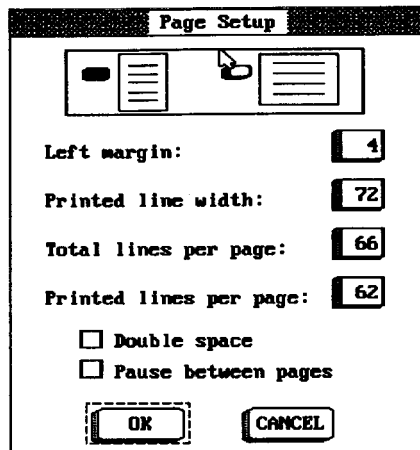 Page Setup
Left margin: 4
Printed line width: 72
Total lines per page: 66
Printed lines per page: 62
Double space
Pause between pages
OK CANCEL